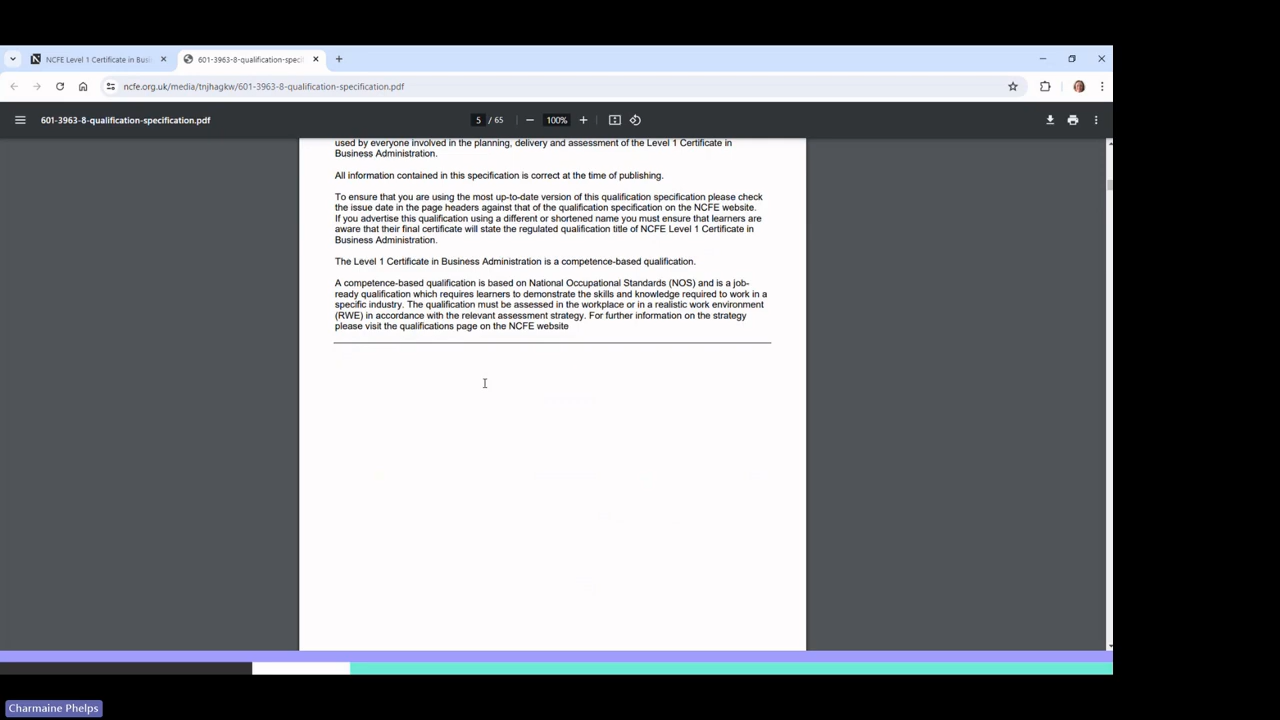 NCFE Level 1 Certificate in Busi
601-3963-8-qualification-specifi
ncfe.org.uk/media/tnjhagkw/601-3963-8-qualification-specification.pdf
601-3963-8-qualification-specification.pdf
5 / 65
100%
used by everyone involved in the planning, delivery and assessment of the Level 1 Certificate in
Business Administration.
All information contained in this specification is correct at the time of publishing.
To ensure that you are using the most up-to-date version of this qualification specification please check
the issue date in the page headers against that of the qualification specification on the NCFE website.
If you advertise this qualification using a different or shortened name you must ensure that learners are
aware that their final certificate will state the regulated qualification title of NCFE Level 1 Certificate in
Business Administration.
The Level 1 Certificate in Business Administration is a competence-based qualification.
A competence-based qualification is based on National Occupational Standards (NOS) and is a job-
ready qualification which requires learners to demonstrate the skills and knowledge required to work in a
specific industry. The qualification must be assessed in the workplace or in a realistic work environment
(RWE) in accordance with the relevant assessment strategy. For further information on the strategy
please visit the qualifications page on the NCFE website
Charmaine Phelps